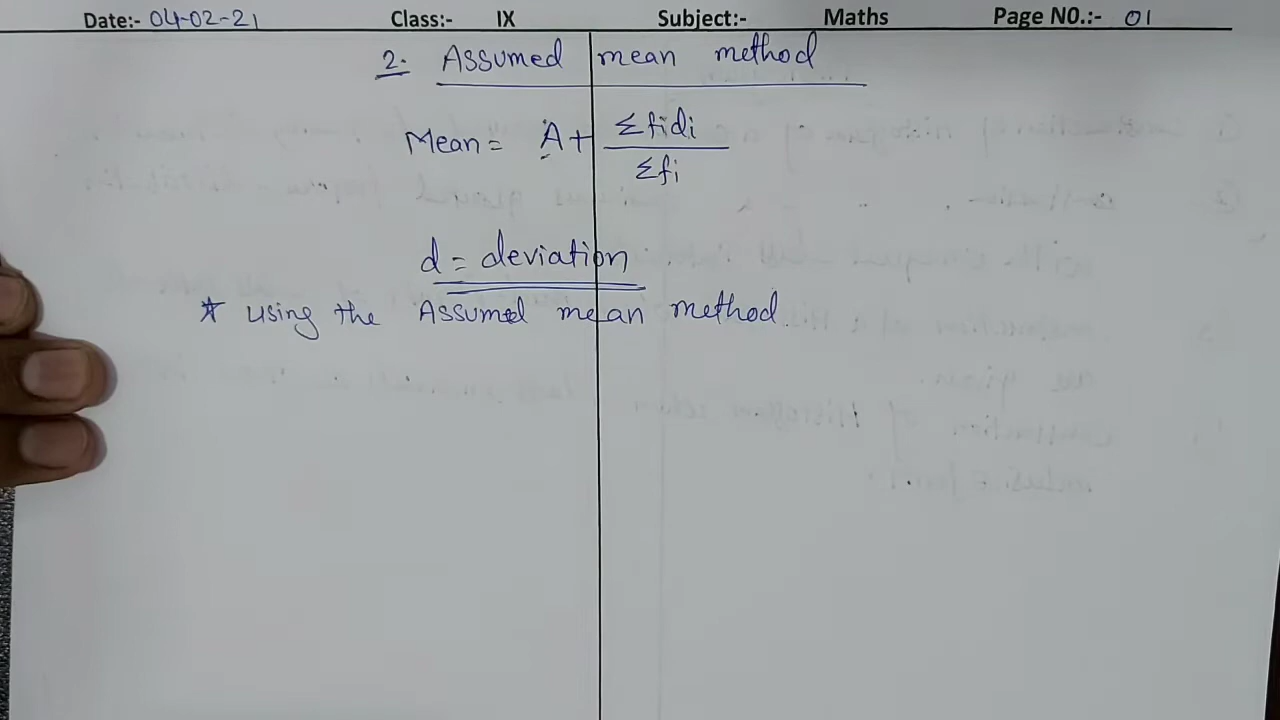 Date:- 04-02-21 Class:- IX Subject:- Maths Page NO.:- 01
2. Assumed mean method
Mean = A + Σfidi / Σfi
d = deviation
* using the Assumed mean method